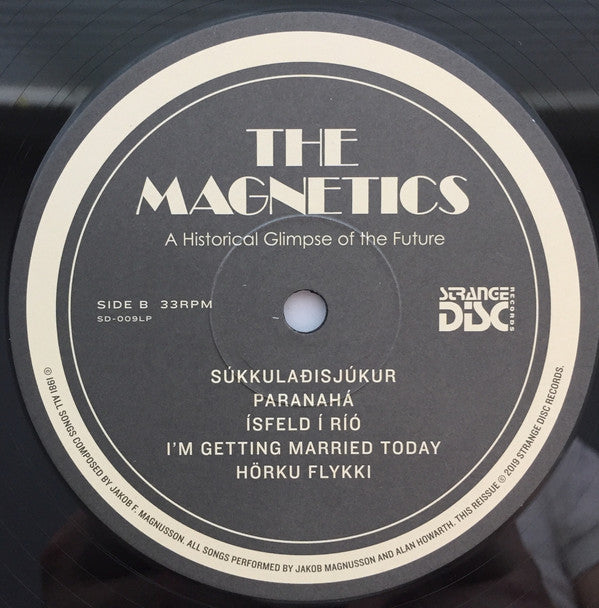 THE
MAGNETICS
A Historical Glimpse of the Future
SIDE B 33RPM
SD-009LP
STRANGE
DISC
RECORDS
SÚKKULAÐISJÚKUR
PARANAHÁ
ÍSFELD Í RÍÓ
I'M GETTING MARRIED TODAY
HÖRKU FLYKKI
© 1981 ALL SONGS COMPOSED BY JAKOB F. MAGNUSSON. ALL SONGS PERFORMED BY JAKOB MAGNUSSON AND ALAN HOWARTH. THIS REISSUE © 2019 STRANGE DISC RECORDS.